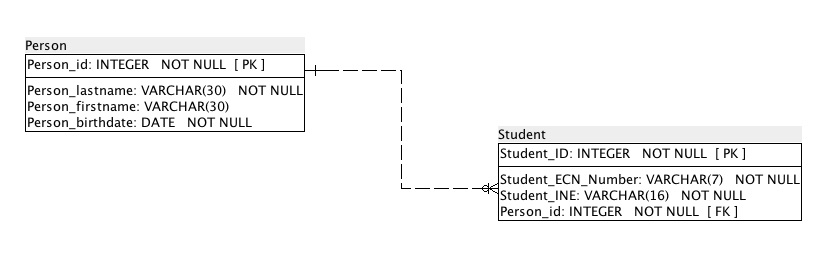 Person
Person_id: INTEGER NOT NULL [ PK ]
Person_lastname: VARCHAR(30) NOT NULL
Person_firstname: VARCHAR(30)
Person_birthdate: DATE NOT NULL
Student
Student_ID: INTEGER NOT NULL [ PK ]
Student_ECN_Number: VARCHAR(7) NOT NULL
Student_INE: VARCHAR(16) NOT NULL
Person_id: INTEGER NOT NULL [ FK ]